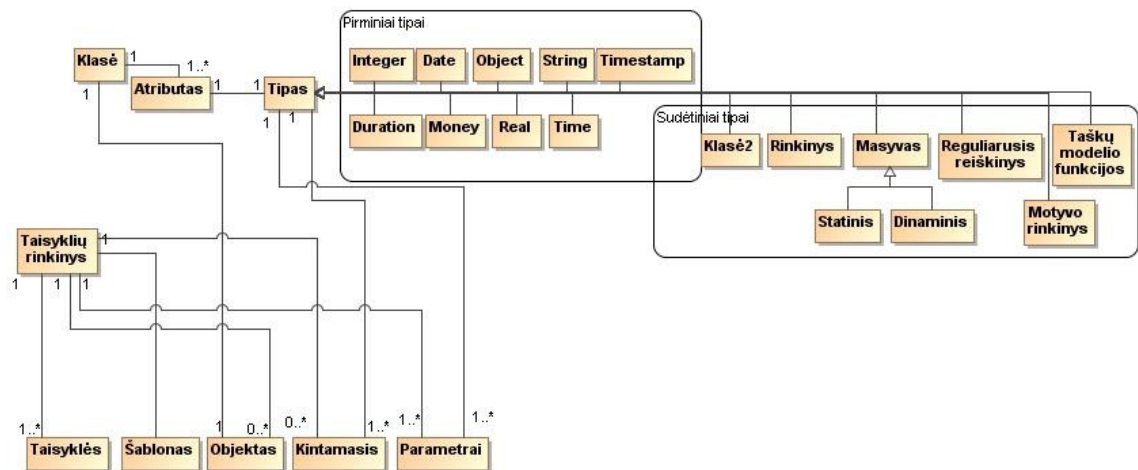 Pirminiai tipai
Klasė
1
1..*
Atributas
1
1
Tipas
Integer
Date
Object
String
Timestamp
Duration
Money
Real
Time
Sudėtiniai tipai
Klasė2
Rinkinys
Masyvas
Reguliarusis
reiškinys
Taškų
modelio
funkcijos
Statinis
Dinaminis
Motyvo
rinkinys
1
1
1
Taisyklių
rinkinys
1
1
1
1
1..*
1
0..*
0..*
1..*
1..*
1..*
Taisyklės
Šablonas
Objektas
Kintamasis
Parametrai